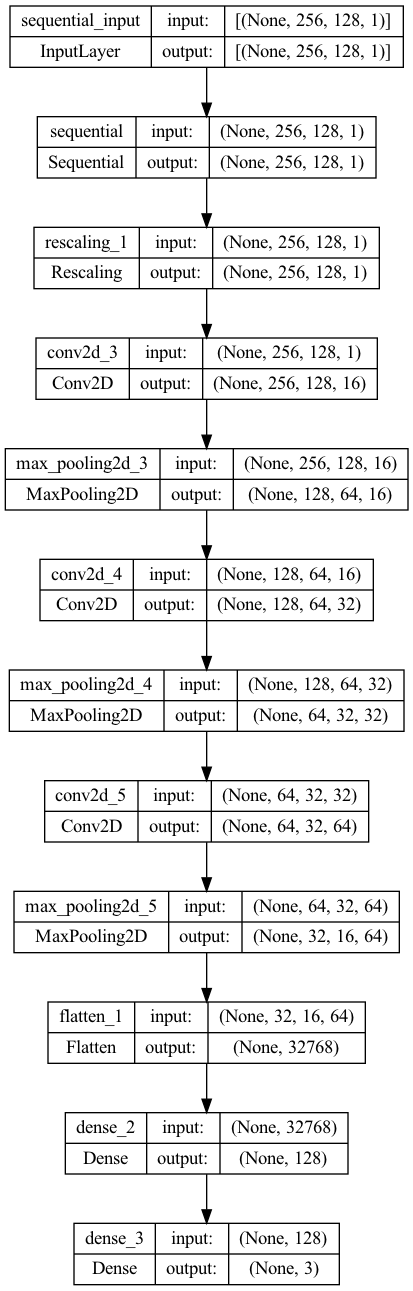 sequential_input input: [(None, 256, 128, 1)]
InputLayer output: [(None, 256, 128, 1)]
sequential input: (None, 256, 128, 1)
Sequential output: (None, 256, 128, 1)
rescaling_1 input: (None, 256, 128, 1)
Rescaling output: (None, 256, 128, 1)
conv2d_3 input: (None, 256, 128, 1)
Conv2D output: (None, 256, 128, 16)
max_pooling2d_3 input: (None, 256, 128, 16)
MaxPooling2D output: (None, 128, 64, 16)
conv2d_4 input: (None, 128, 64, 16)
Conv2D output: (None, 128, 64, 32)
max_pooling2d_4 input: (None, 128, 64, 32)
MaxPooling2D output: (None, 64, 32, 32)
conv2d_5 input: (None, 64, 32, 32)
Conv2D output: (None, 64, 32, 64)
max_pooling2d_5 input: (None, 64, 32, 64)
MaxPooling2D output: (None, 32, 16, 64)
flatten_1 input: (None, 32, 16, 64)
Flatten output: (None, 32768)
dense_2 input: (None, 32768)
Dense output: (None, 128)
dense_3 input: (None, 128)
Dense output: (None, 3)